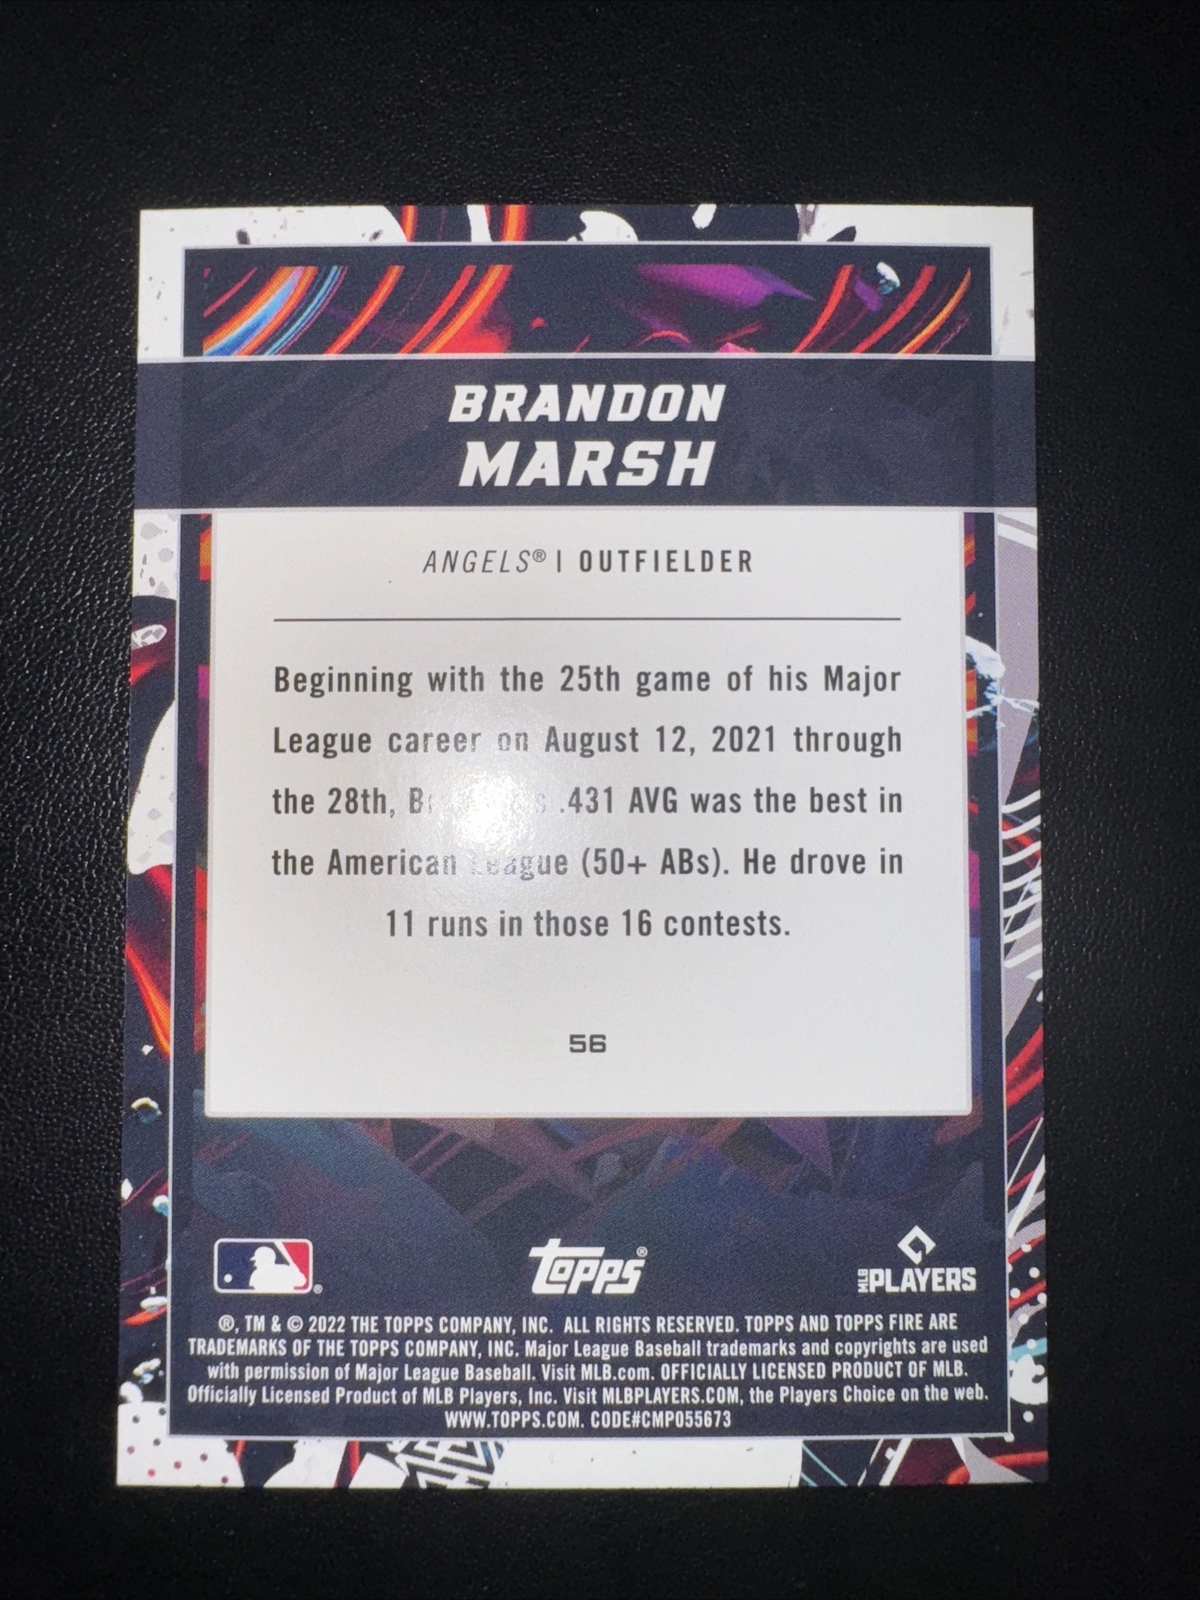 BRANDON
MARSH
ANGELS® | OUTFIELDER
Beginning with the 25th game of his Major
League career on August 12, 2021 through
the 28th, .431 AVG was the best in
the American League (50+ ABs). He drove in
11 runs in those 16 contests.
56
topps®
MLB PLAYERS
®, TM & © 2022 THE TOPPS COMPANY, INC. ALL RIGHTS RESERVED. TOPPS AND TOPPS FIRE ARE
TRADEMARKS OF THE TOPPS COMPANY, INC. Major League Baseball trademarks and copyrights are used
with permission of Major League Baseball. Visit MLB.com. OFFICIALLY LICENSED PRODUCT OF MLB.
Officially Licensed Product of MLB Players, Inc. Visit MLBPLAYERS.COM, the Players Choice on the web.
WWW.TOPPS.COM. CODE#CMP055673